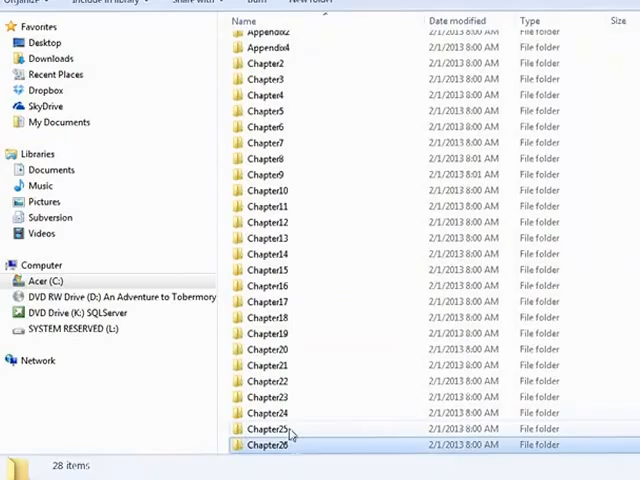 Organize Include in library Share with Burn New folder
Name Date modified Type Size
Favorites
Desktop
Downloads
Recent Places
Dropbox
SkyDrive
My Documents
Libraries
Documents
Music
Pictures
Subversion
Videos
Computer
Acer (C:)
DVD RW Drive (D:) An Adventure to Tobermory
DVD Drive (K:) SQLServer
SYSTEM RESERVED (L:)
Network
Appendix2 2/1/2013 8:00 AM File folder
Appendix4 2/1/2013 8:00 AM File folder
Chapter2 2/1/2013 8:00 AM File folder
Chapter3 2/1/2013 8:00 AM File folder
Chapter4 2/1/2013 8:00 AM File folder
Chapter5 2/1/2013 8:00 AM File folder
Chapter6 2/1/2013 8:00 AM File folder
Chapter7 2/1/2013 8:00 AM File folder
Chapter8 2/1/2013 8:01 AM File folder
Chapter9 2/1/2013 8:01 AM File folder
Chapter10 2/1/2013 8:00 AM File folder
Chapter11 2/1/2013 8:00 AM File folder
Chapter12 2/1/2013 8:00 AM File folder
Chapter13 2/1/2013 8:00 AM File folder
Chapter14 2/1/2013 8:00 AM File folder
Chapter15 2/1/2013 8:00 AM File folder
Chapter16 2/1/2013 8:00 AM File folder
Chapter17 2/1/2013 8:00 AM File folder
Chapter18 2/1/2013 8:00 AM File folder
Chapter19 2/1/2013 8:00 AM File folder
Chapter20 2/1/2013 8:00 AM File folder
Chapter21 2/1/2013 8:00 AM File folder
Chapter22 2/1/2013 8:00 AM File folder
Chapter23 2/1/2013 8:00 AM File folder
Chapter24 2/1/2013 8:00 AM File folder
Chapter25 2/1/2013 8:00 AM File folder
Chapter26 2/1/2013 8:00 AM File folder
28 items